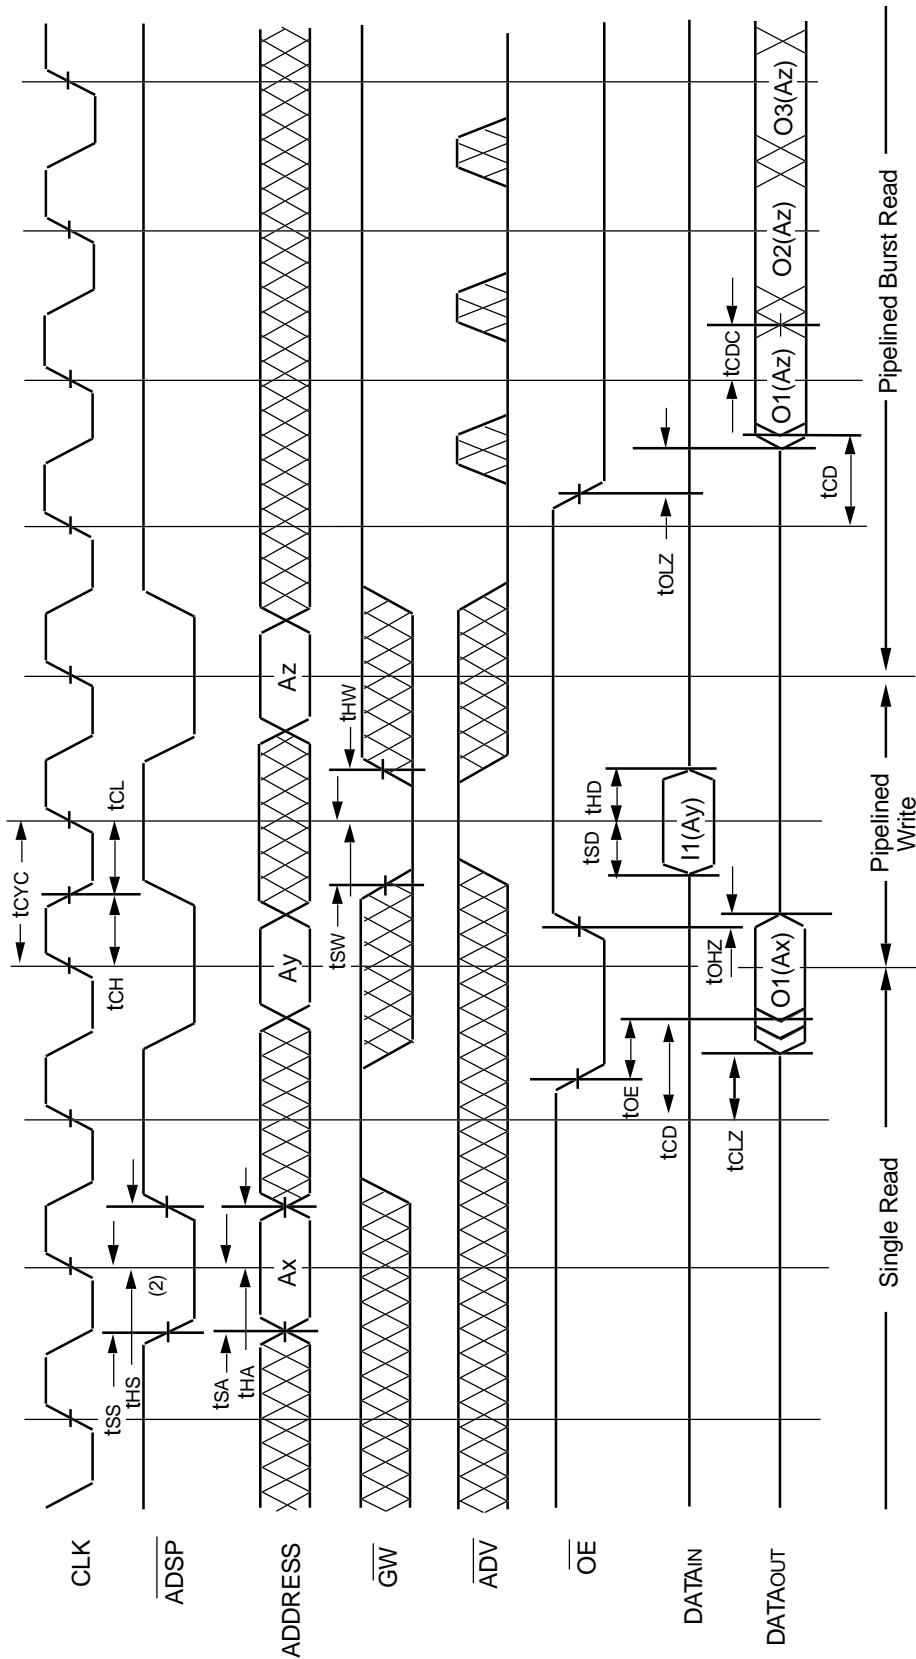 tCYC
CLK
tCH
tCL
tSS
tHS
(2)
ADSP
tSA
tHA
ADDRESS
Ax
Ay
Az
tSW
tHW
GW
ADV
OE
tOE
tOHZ
tOLZ
tCD
tSD
tHD
DATAIN
I1(Ay)
tCLZ
tCDC
DATAOUT
O1(Ax)
O1(Az)
O2(Az)
O3(Az)
tCD
Single Read
Pipelined
Write
Pipelined Burst Read